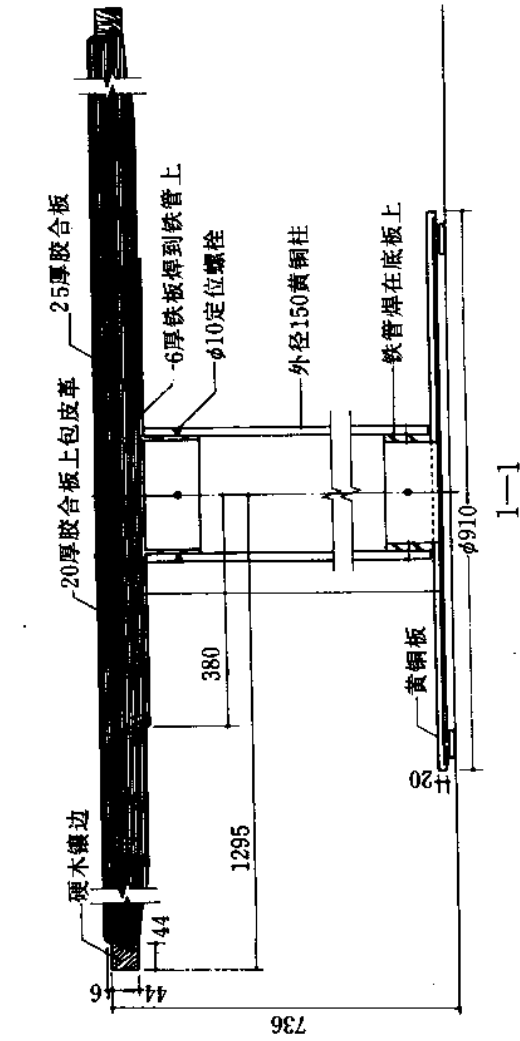 硬木镶边
20厚胶合板上包皮革
25厚胶合板
6厚铁板焊到铁管上
φ10定位螺栓
外径150黄铜柱
铁管焊在底板上
黄铜板
6
44
44
736
1295
380
20
φ910
1—1